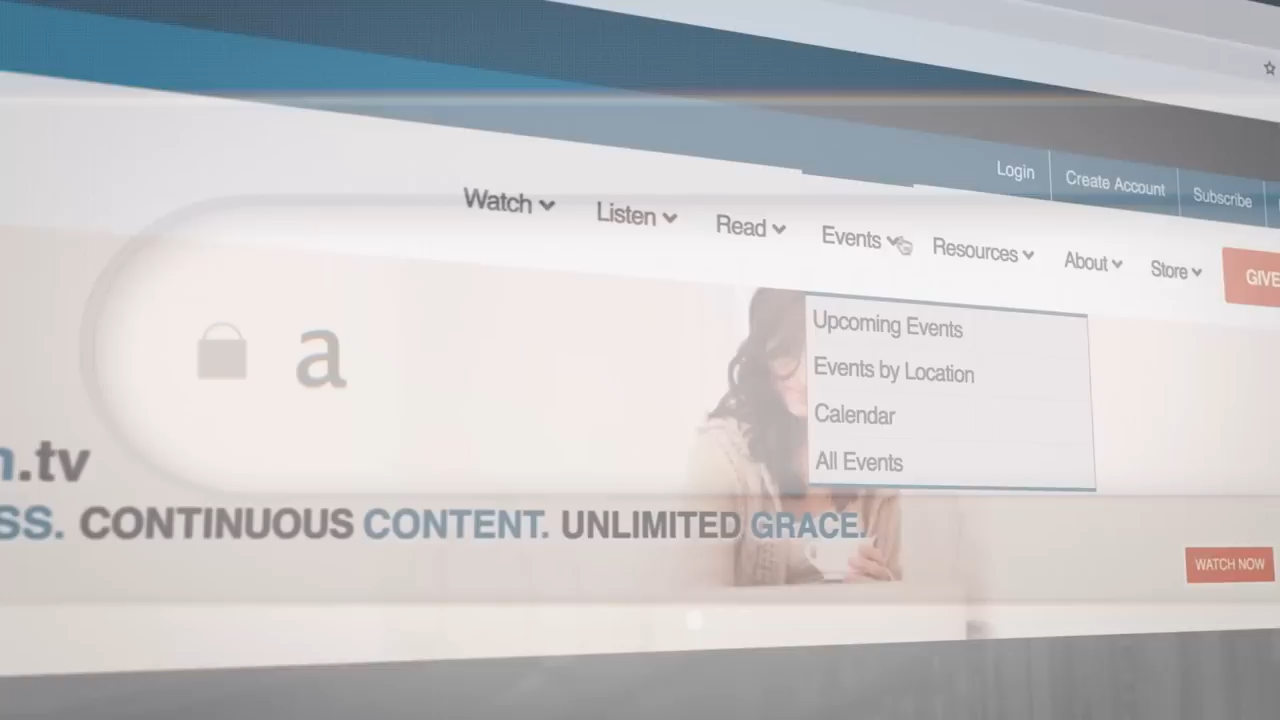 Login
Create Account
Subscribe
Watch
Listen
Read
Events
Resources
About
Store
GIVE
Upcoming Events
Events by Location
Calendar
All Events
a
.tv
SS. CONTINUOUS CONTENT. UNLIMITED GRACE.
WATCH NOW